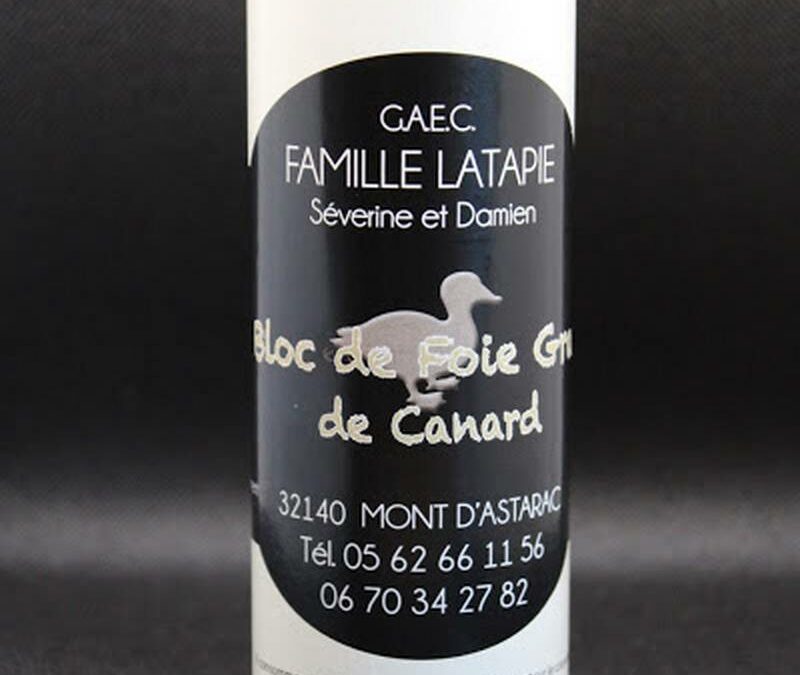 G.A.E.C.
FAMILLE LATAPIE
Séverine et Damien
Bloc de Foie Gr
de Canard
32140 MONT D'ASTARAC
Tél. 05 62 66 11 56
06 70 34 27 82